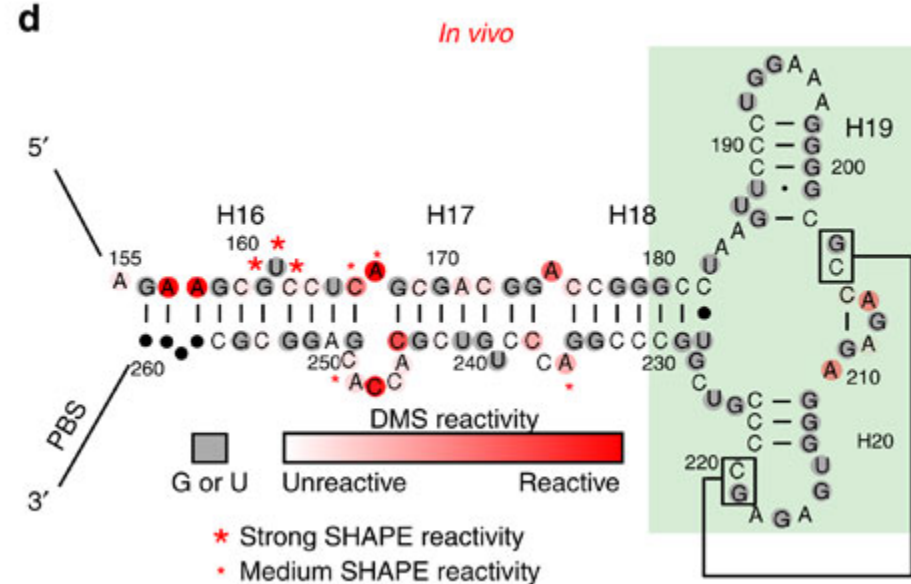 d
In vivo
5′
H16
H17
H18
H19
155
160
170
180
190
200
A G A A G C G U C C U C A G C G A C G G A C C G G G C C
U A A U G U C C C U G G A A A G G G G C
G C
C A G A G A
210
C G C G G A G C A C C A C G C U G U C C C A G G C C C G U
260
250
240
230
G C U G C C C C G A G A G U G G G
220
H20
PBS
3′
DMS reactivity
G or U
Unreactive
Reactive
* Strong SHAPE reactivity
* Medium SHAPE reactivity